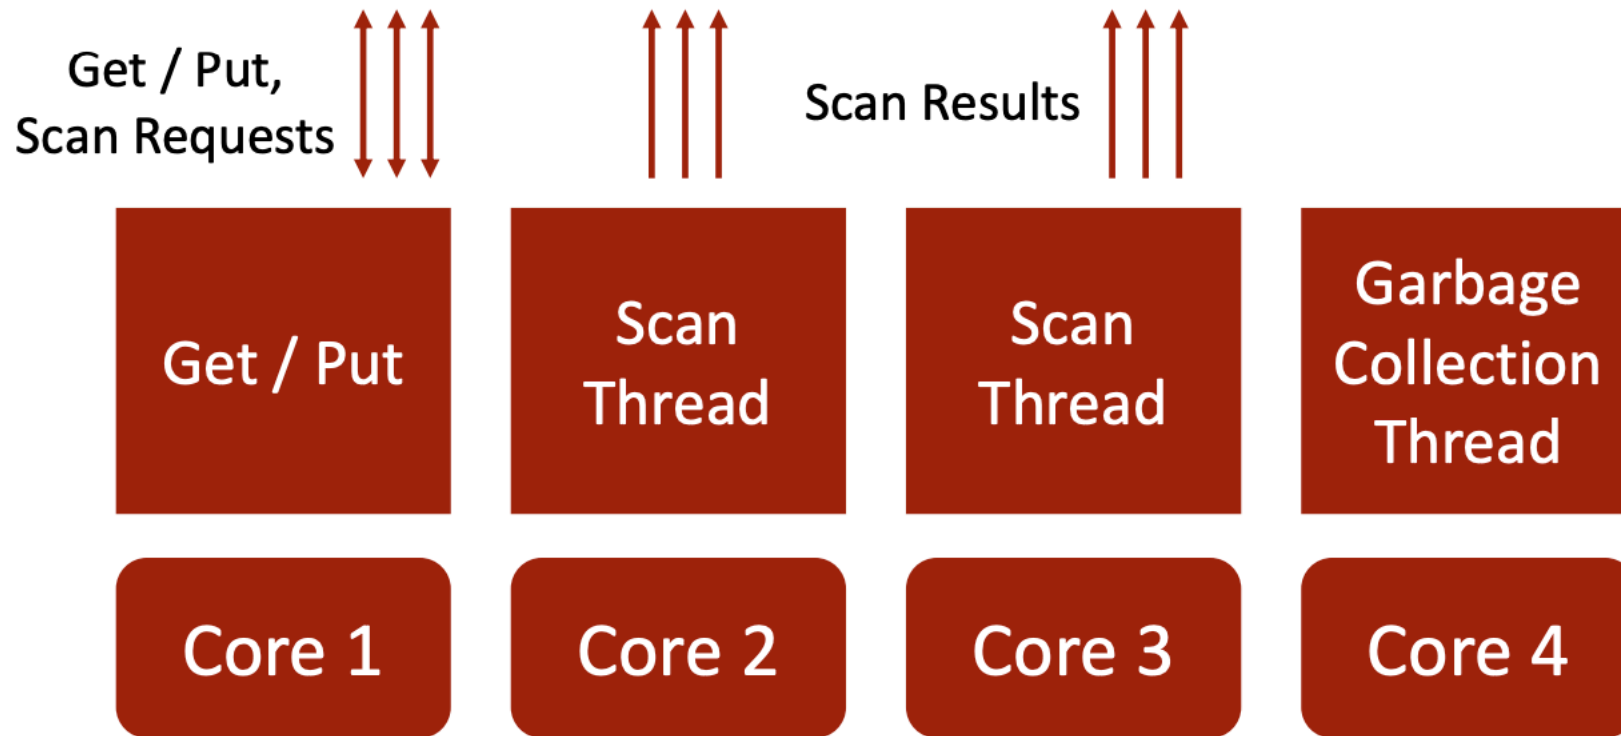 Get / Put,
Scan Requests
Scan Results
Get / Put
Scan
Thread
Scan
Thread
Garbage
Collection
Thread
Core 1
Core 2
Core 3
Core 4